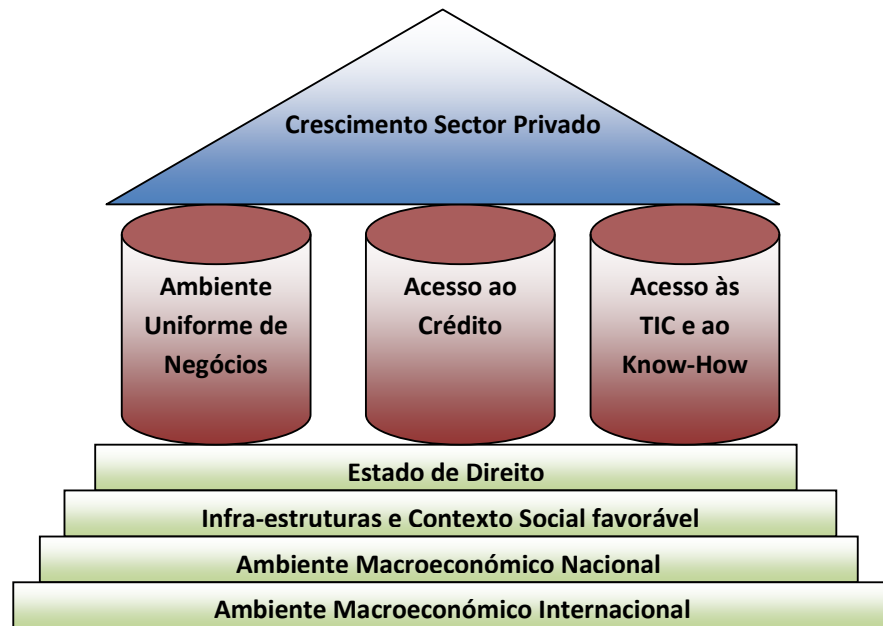 Crescimento Sector Privado
Ambiente
Uniforme de
Negócios
Acesso ao
Crédito
Acesso às
TIC e ao
Know-How
Estado de Direito
Infra-estruturas e Contexto Social favorável
Ambiente Macroeconómico Nacional
Ambiente Macroeconómico Internacional